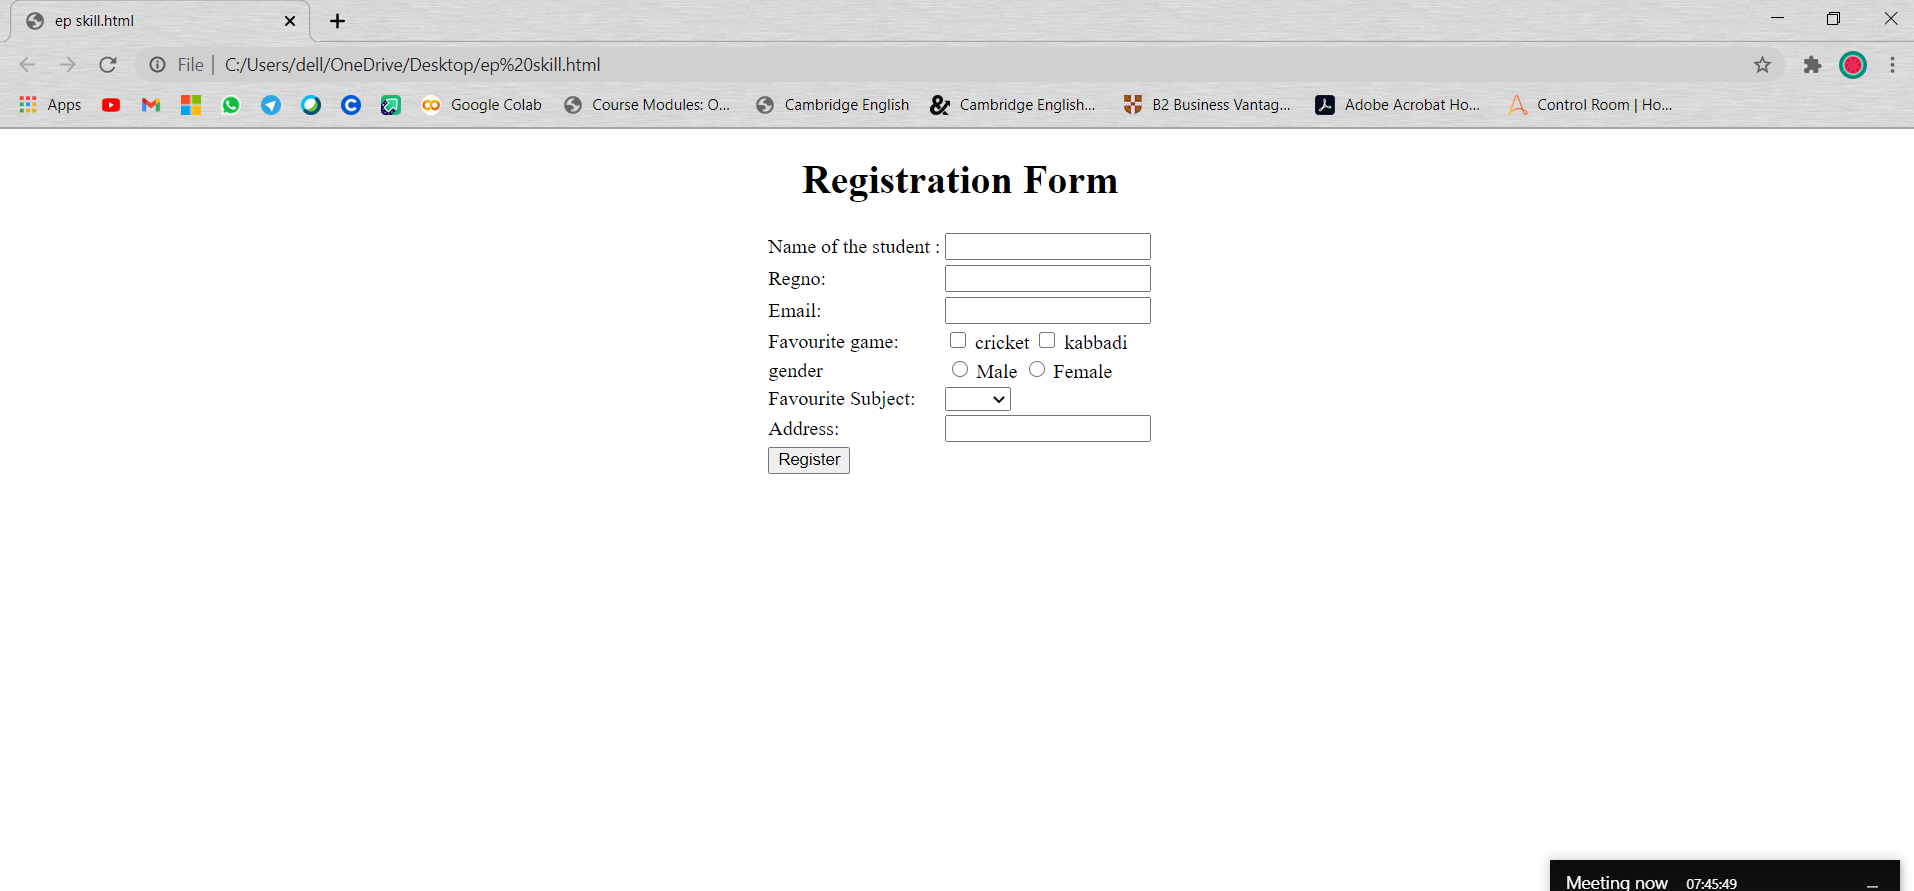 ep skill.html
File | C:/Users/dell/OneDrive/Desktop/ep%20skill.html
Apps Google Colab Course Modules: O... Cambridge English Cambridge English... B2 Business Vantag... Adobe Acrobat Ho... Control Room | Ho...
Registration Form
Name of the student :
Regno:
Email:
Favourite game: cricket kabbadi
gender Male Female
Favourite Subject:
Address:
Register
Meeting now 07:45:49